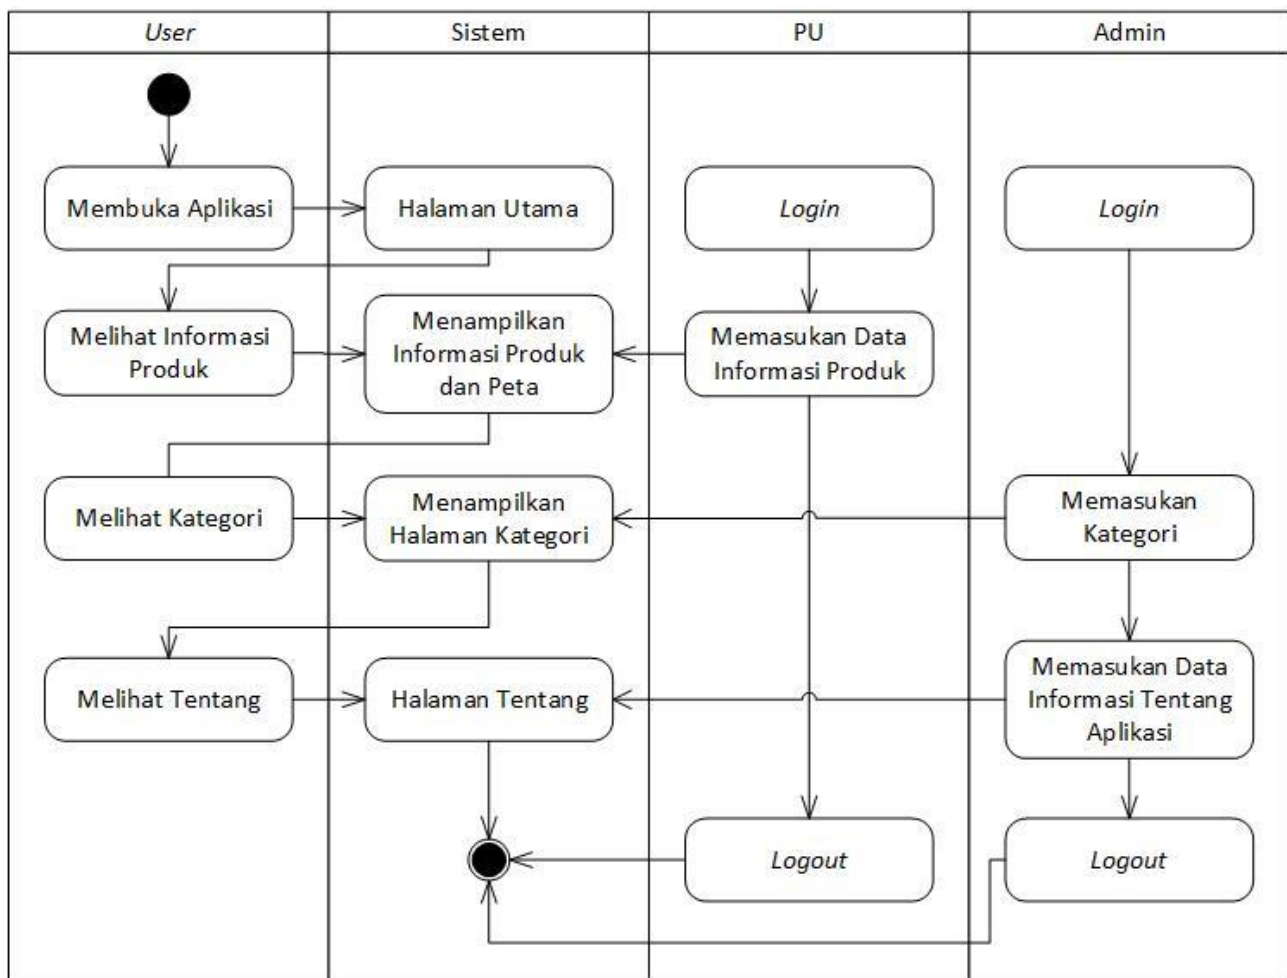 User
Sistem
PU
Admin
Membuka Aplikasi
Halaman Utama
Login
Login
Melihat Informasi
Produk
Menampilkan
Informasi Produk
dan Peta
Memasukan Data
Informasi Produk
Melihat Kategori
Menampilkan
Halaman Kategori
Memasukan
Kategori
Melihat Tentang
Halaman Tentang
Memasukan Data
Informasi Tentang
Aplikasi
Logout
Logout